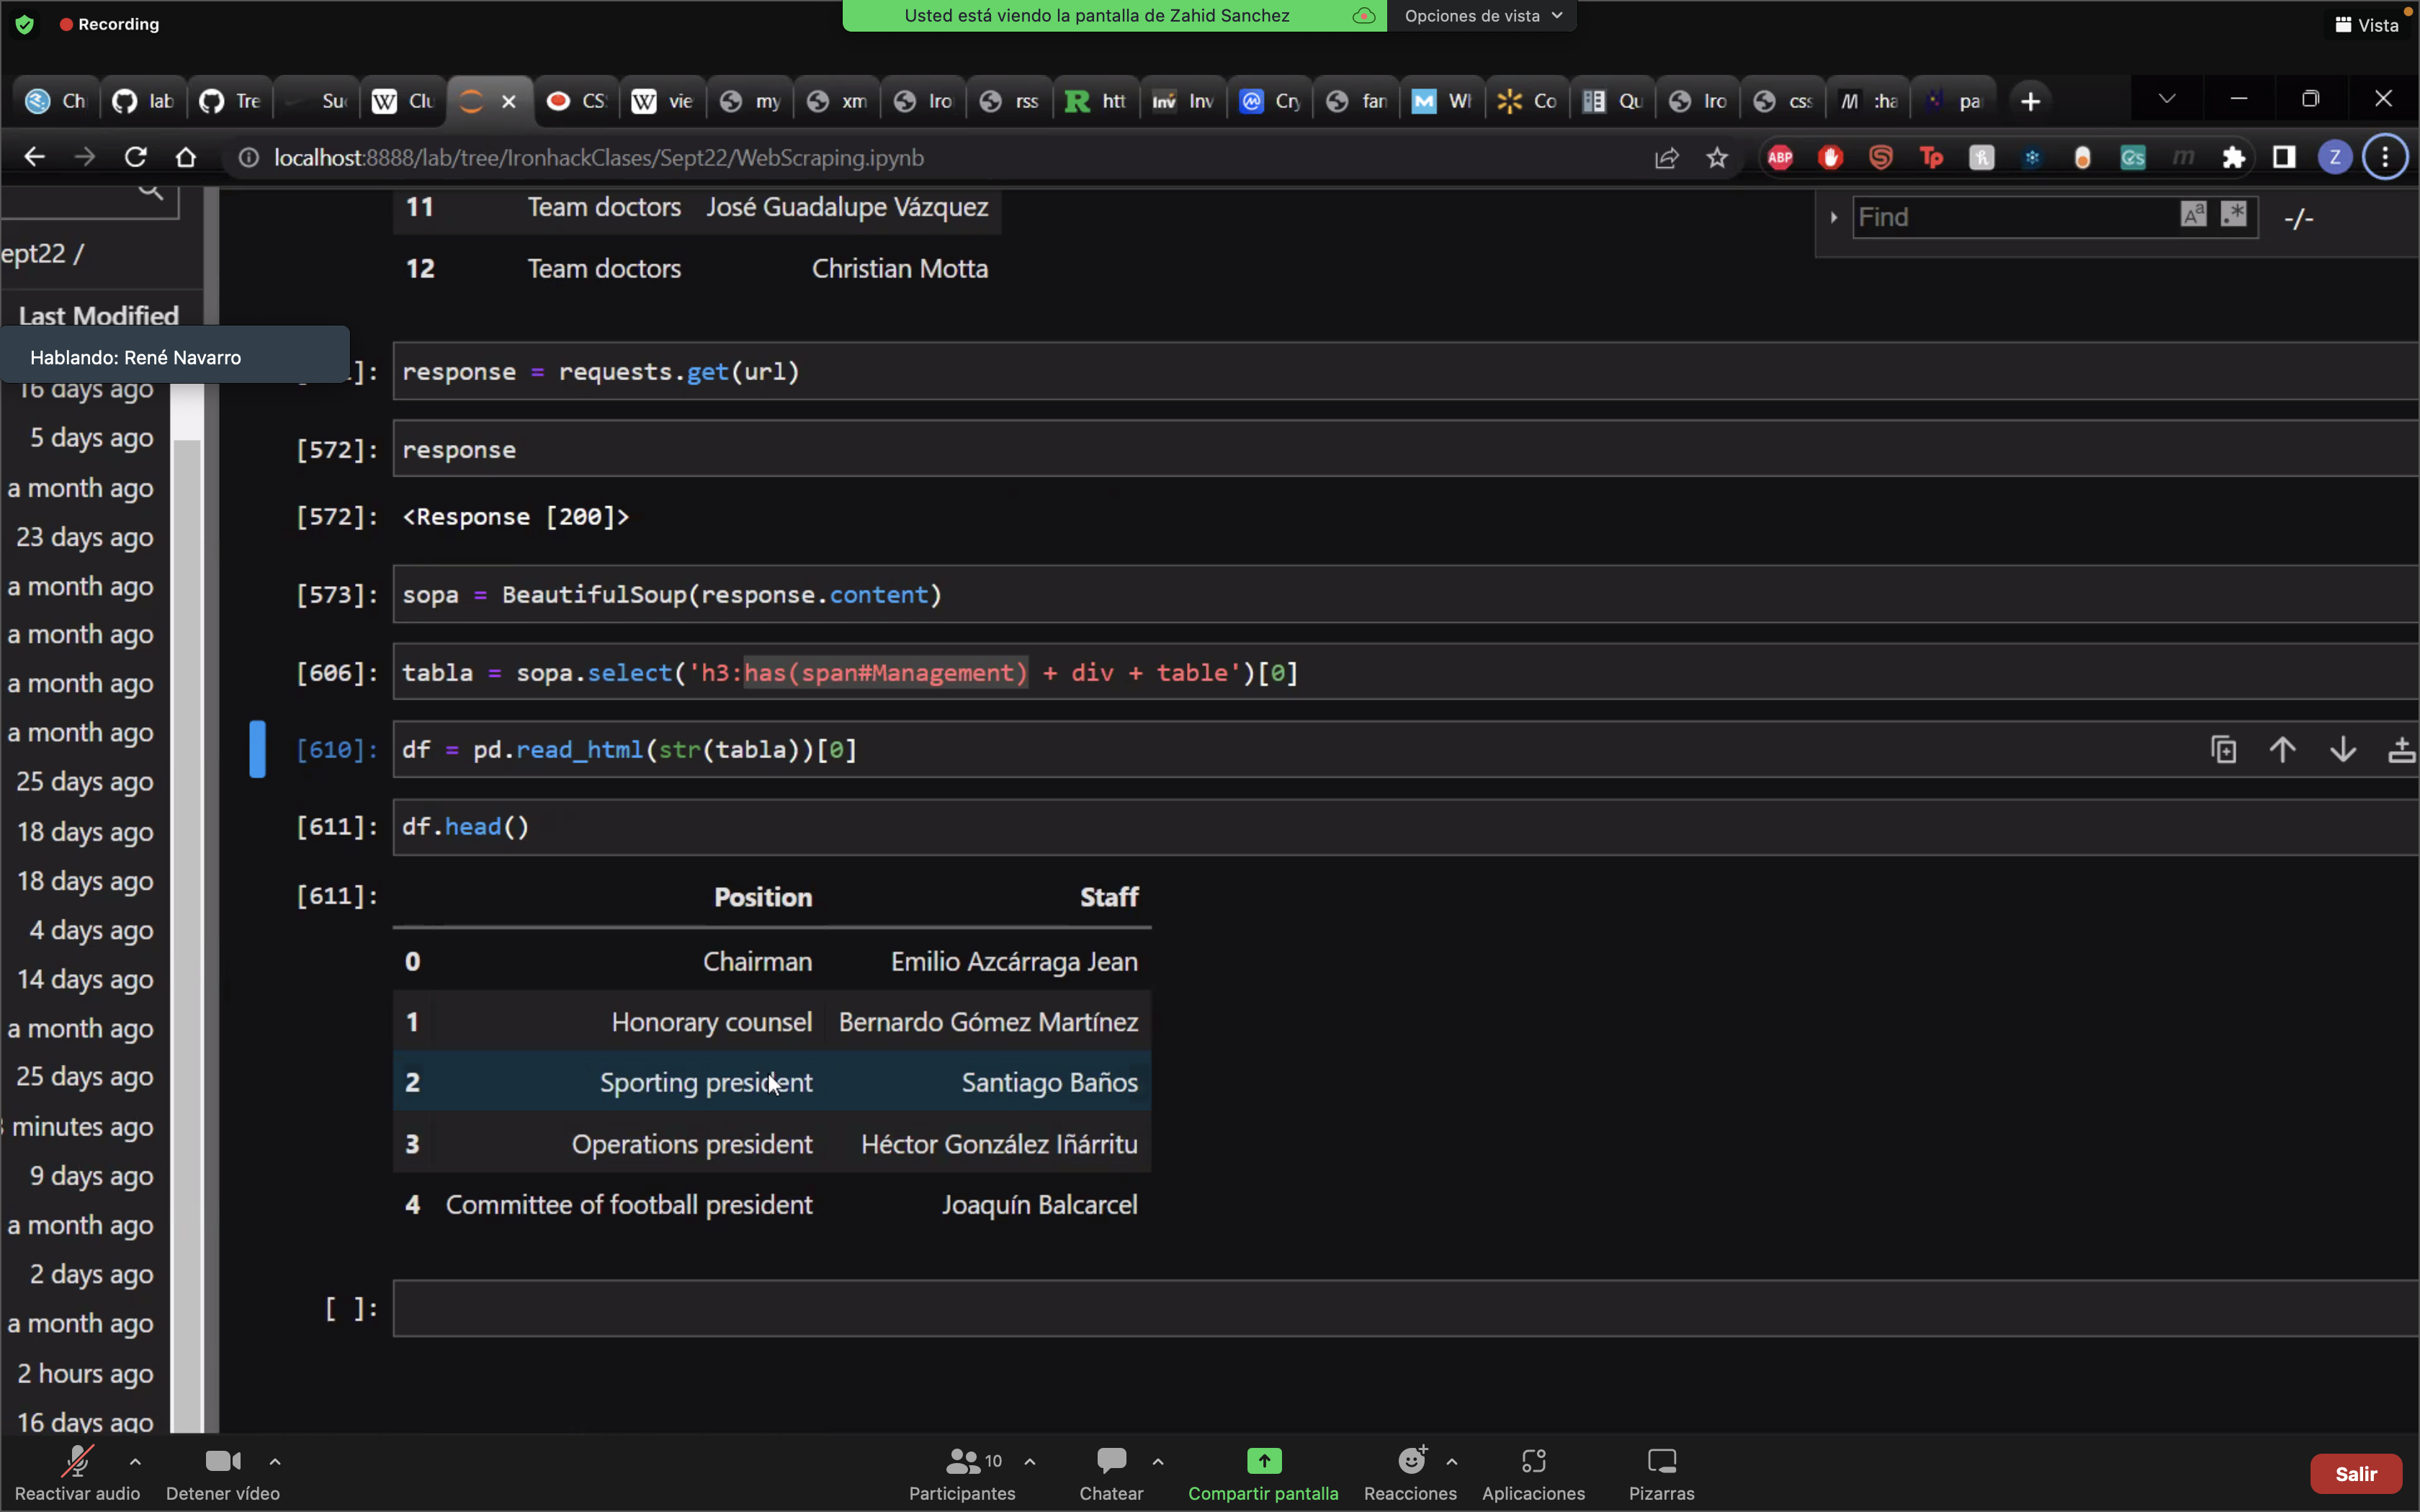 Recording
Usted está viendo la pantalla de Zahid Sanchez
Opciones de vista
Vista
Ch
lab
Tre
Su
Clu
CS
vie
my
xm
Iro
rss
htt
Inv
Cry
fan
Wh
Co
Qu
Iro
css
:ha
pa
localhost:8888/lab/tree/IronhackClases/Sept22/WebScraping.ipynb
ept22 /
Last Modified
Hablando: René Navarro
16 days ago
5 days ago
a month ago
23 days ago
a month ago
a month ago
a month ago
a month ago
25 days ago
18 days ago
18 days ago
4 days ago
14 days ago
a month ago
25 days ago
minutes ago
9 days ago
a month ago
2 days ago
a month ago
2 hours ago
16 days ago
11 Team doctors José Guadalupe Vázquez
12 Team doctors Christian Motta
Find
-/-
]: response = requests.get(url)
[572]: response
[572]: <Response [200]>
[573]: sopa = BeautifulSoup(response.content)
[606]: tabla = sopa.select('h3:has(span#Management) + div + table')[0]
[610]: df = pd.read_html(str(tabla))[0]
[611]: df.head()
[611]: Position Staff
0 Chairman Emilio Azcárraga Jean
1 Honorary counsel Bernardo Gómez Martínez
2 Sporting president Santiago Baños
3 Operations president Héctor González Iñárritu
4 Committee of football president Joaquín Balcarcel
[ ]:
Reactivar audio
Detener vídeo
10
Participantes
Chatear
Compartir pantalla
Reacciones
Aplicaciones
Pizarras
Salir